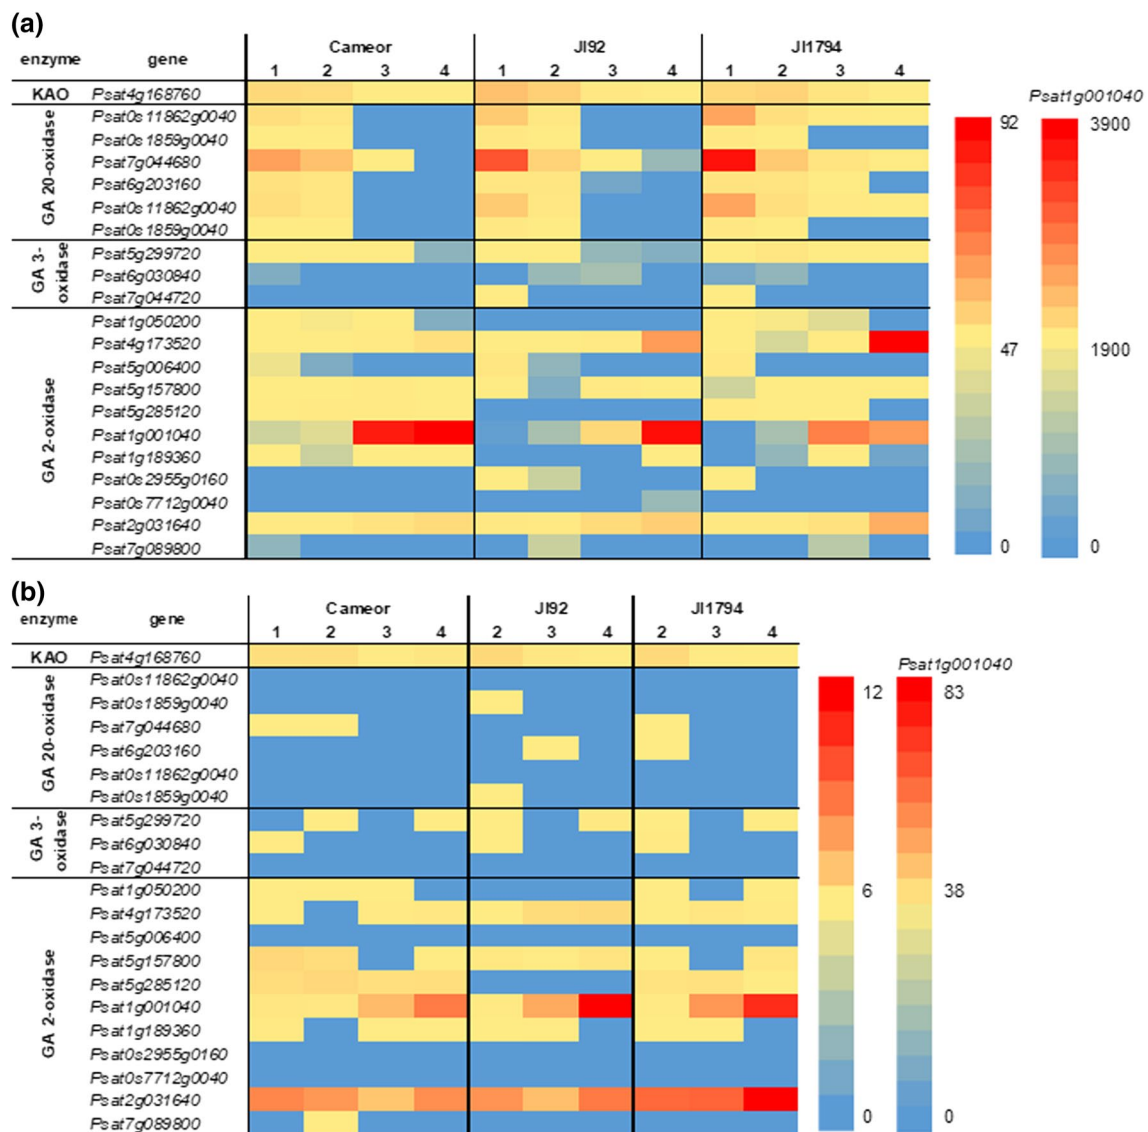 (a)
enzyme gene Cameor JI92 JI1794
1 2 3 4 1 2 3 4 1 2 3 4
KAO Psat4g168760
GA 20-oxidase
Psat0s11862g0040
Psat0s1859g0040
Psat7g044680
Psat6g203160
Psat0s11862g0040
Psat0s1859g0040
GA 3-
oxidase
Psat5g299720
Psat6g030840
Psat7g044720
GA 2-oxidase
Psat1g050200
Psat4g173520
Psat5g006400
Psat5g157800
Psat5g285120
Psat1g001040
Psat1g189360
Psat0s2955g0160
Psat0s7712g0040
Psat2g031640
Psat7g089800
Psat1g001040
92 3900
47 1900
0 0
(b)
enzyme gene Cameor JI92 JI1794
1 2 3 4 2 3 4 2 3 4
KAO Psat4g168760
GA 20-oxidase
Psat0s11862g0040
Psat0s1859g0040
Psat7g044680
Psat6g203160
Psat0s11862g0040
Psat0s1859g0040
GA 3-
oxidase
Psat5g299720
Psat6g030840
Psat7g044720
GA 2-oxidase
Psat1g050200
Psat4g173520
Psat5g006400
Psat5g157800
Psat5g285120
Psat1g001040
Psat1g189360
Psat0s2955g0160
Psat0s7712g0040
Psat2g031640
Psat7g089800
Psat1g001040
12 83
6 38
0 0